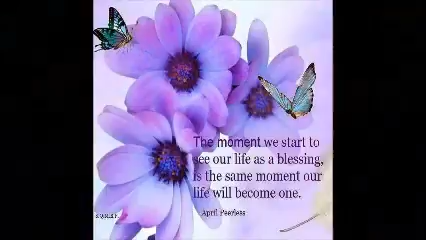 The moment we start to
see our life as a blessing,
is the same moment our
life will become one.
April Peerless